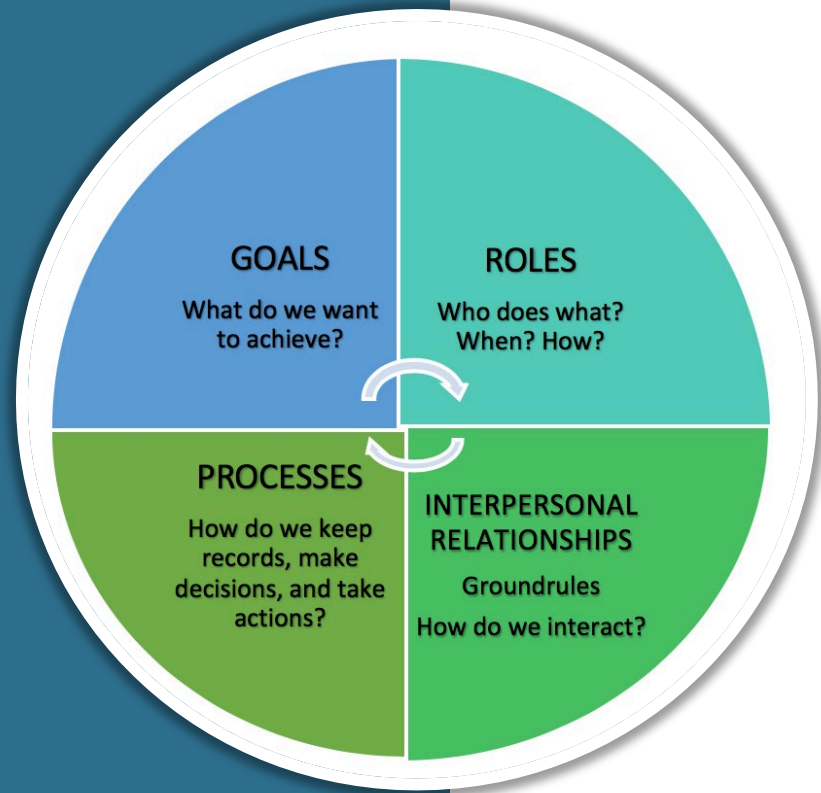 GOALS
What do we want
to achieve?
ROLES
Who does what?
When? How?
PROCESSES
How do we keep
records, make
decisions, and take
actions?
INTERPERSONAL
RELATIONSHIPS
Groundrules
How do we interact?